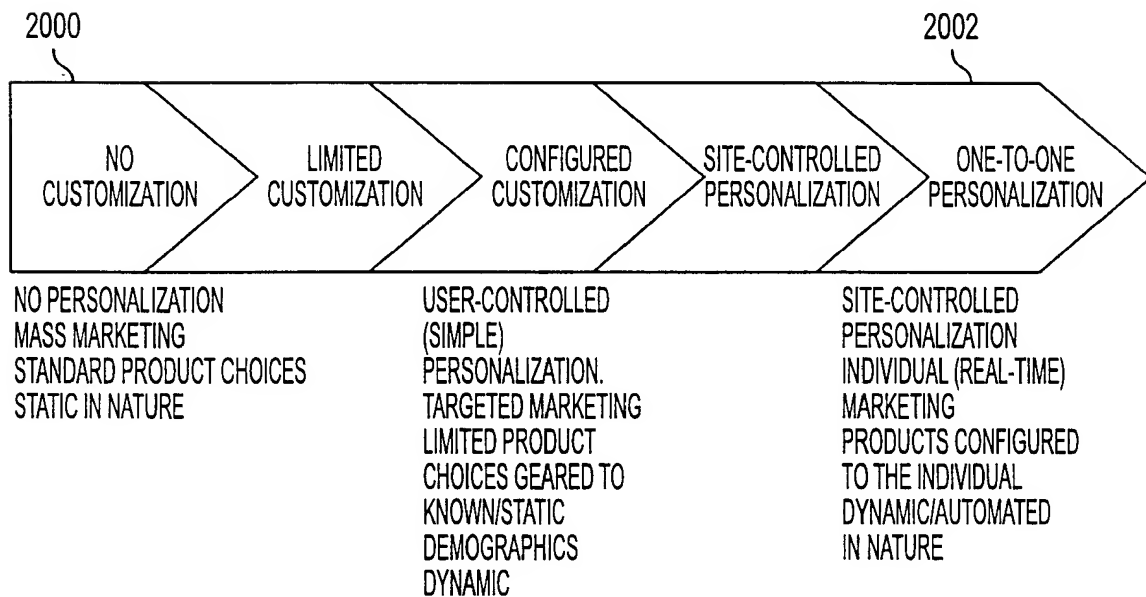 2000
2002
NO
CUSTOMIZATION
LIMITED
CUSTOMIZATION
CONFIGURED
CUSTOMIZATION
SITE-CONTROLLED
PERSONALIZATION
ONE-TO-ONE
PERSONALIZATION
NO PERSONALIZATION
MASS MARKETING
STANDARD PRODUCT CHOICES
STATIC IN NATURE
USER-CONTROLLED
(SIMPLE)
PERSONALIZATION.
TARGETED MARKETING
LIMITED PRODUCT
CHOICES GEARED TO
KNOWN/STATIC
DEMOGRAPHICS
DYNAMIC
SITE-CONTROLLED
PERSONALIZATION
INDIVIDUAL (REAL-TIME)
MARKETING
PRODUCTS CONFIGURED
TO THE INDIVIDUAL
DYNAMIC/AUTOMATED
IN NATURE